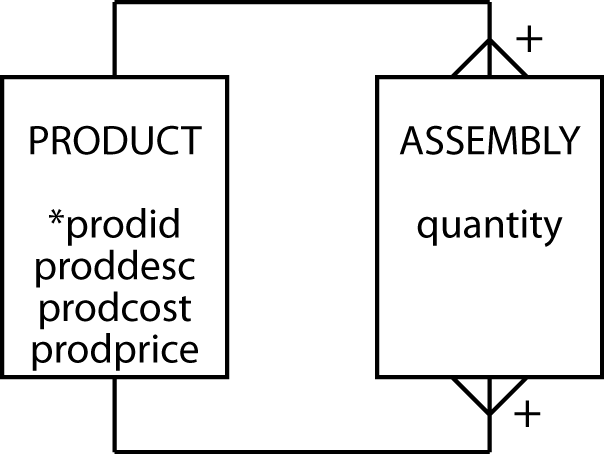 +
PRODUCT
*prodid
proddesc
prodcost
prodprice
ASSEMBLY
quantity
+